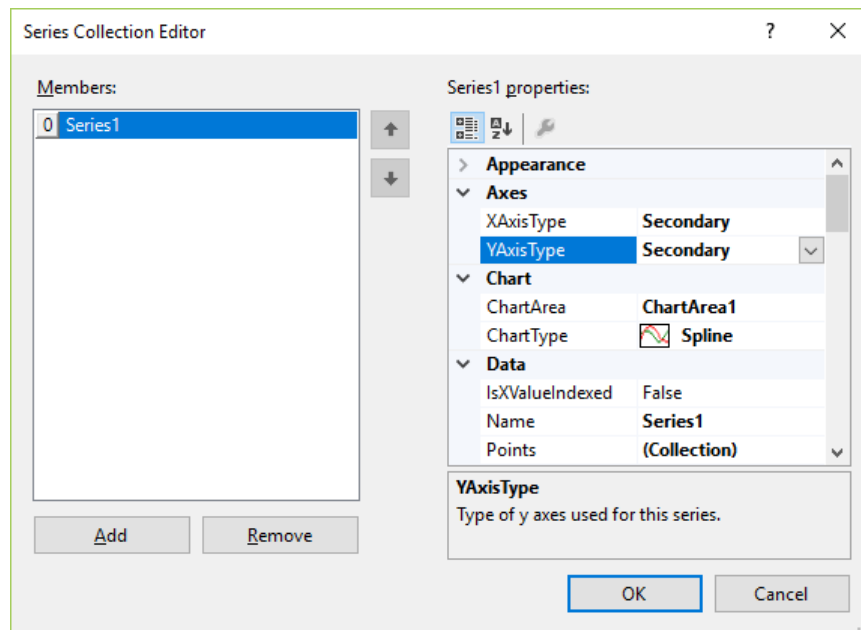 Series Collection Editor
?
Members:
0 Series1
Add
Remove
Series1 properties:
Appearance
Axes
XAxisType Secondary
YAxisType Secondary
Chart
ChartArea ChartArea1
ChartType Spline
Data
IsXValueIndexed False
Name Series1
Points (Collection)
YAxisType
Type of y axes used for this series.
OK
Cancel